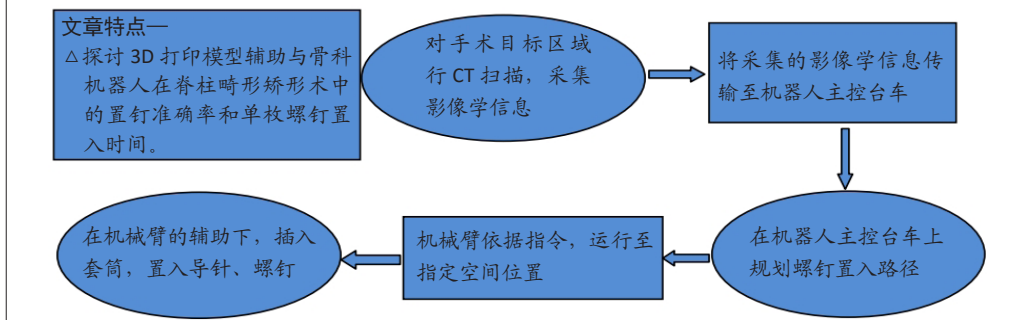 文章特点—
△探讨 3D 打印模型辅助与骨科
机器人在脊柱畸形矫形术中
的置钉准确率和单枚螺钉置
入时间。
对手术目标区域
行 CT 扫描，采集
影像学信息
将采集的影像学信息传
输至机器人主控台车
在机器人主控台车上
规划螺钉置入路径
机械臂依据指令，运行至
指定空间位置
在机械臂的辅助下，插入
套筒，置入导针、螺钉